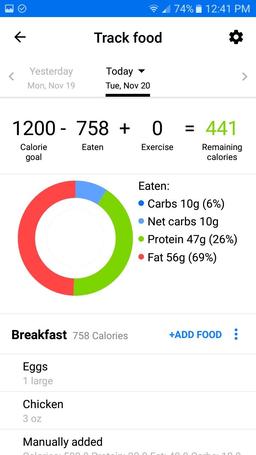 74% 12:41 PM
Track food
Yesterday
Mon, Nov 19
Today
Tue, Nov 20
1200 - 758 + 0 = 441
Calorie goal Eaten Exercise Remaining calories
Eaten:
Carbs 10g (6%)
Net carbs 10g
Protein 47g (26%)
Fat 56g (69%)
Breakfast 758 Calories +ADD FOOD
Eggs
1 large
Chicken
3 oz
Manually added